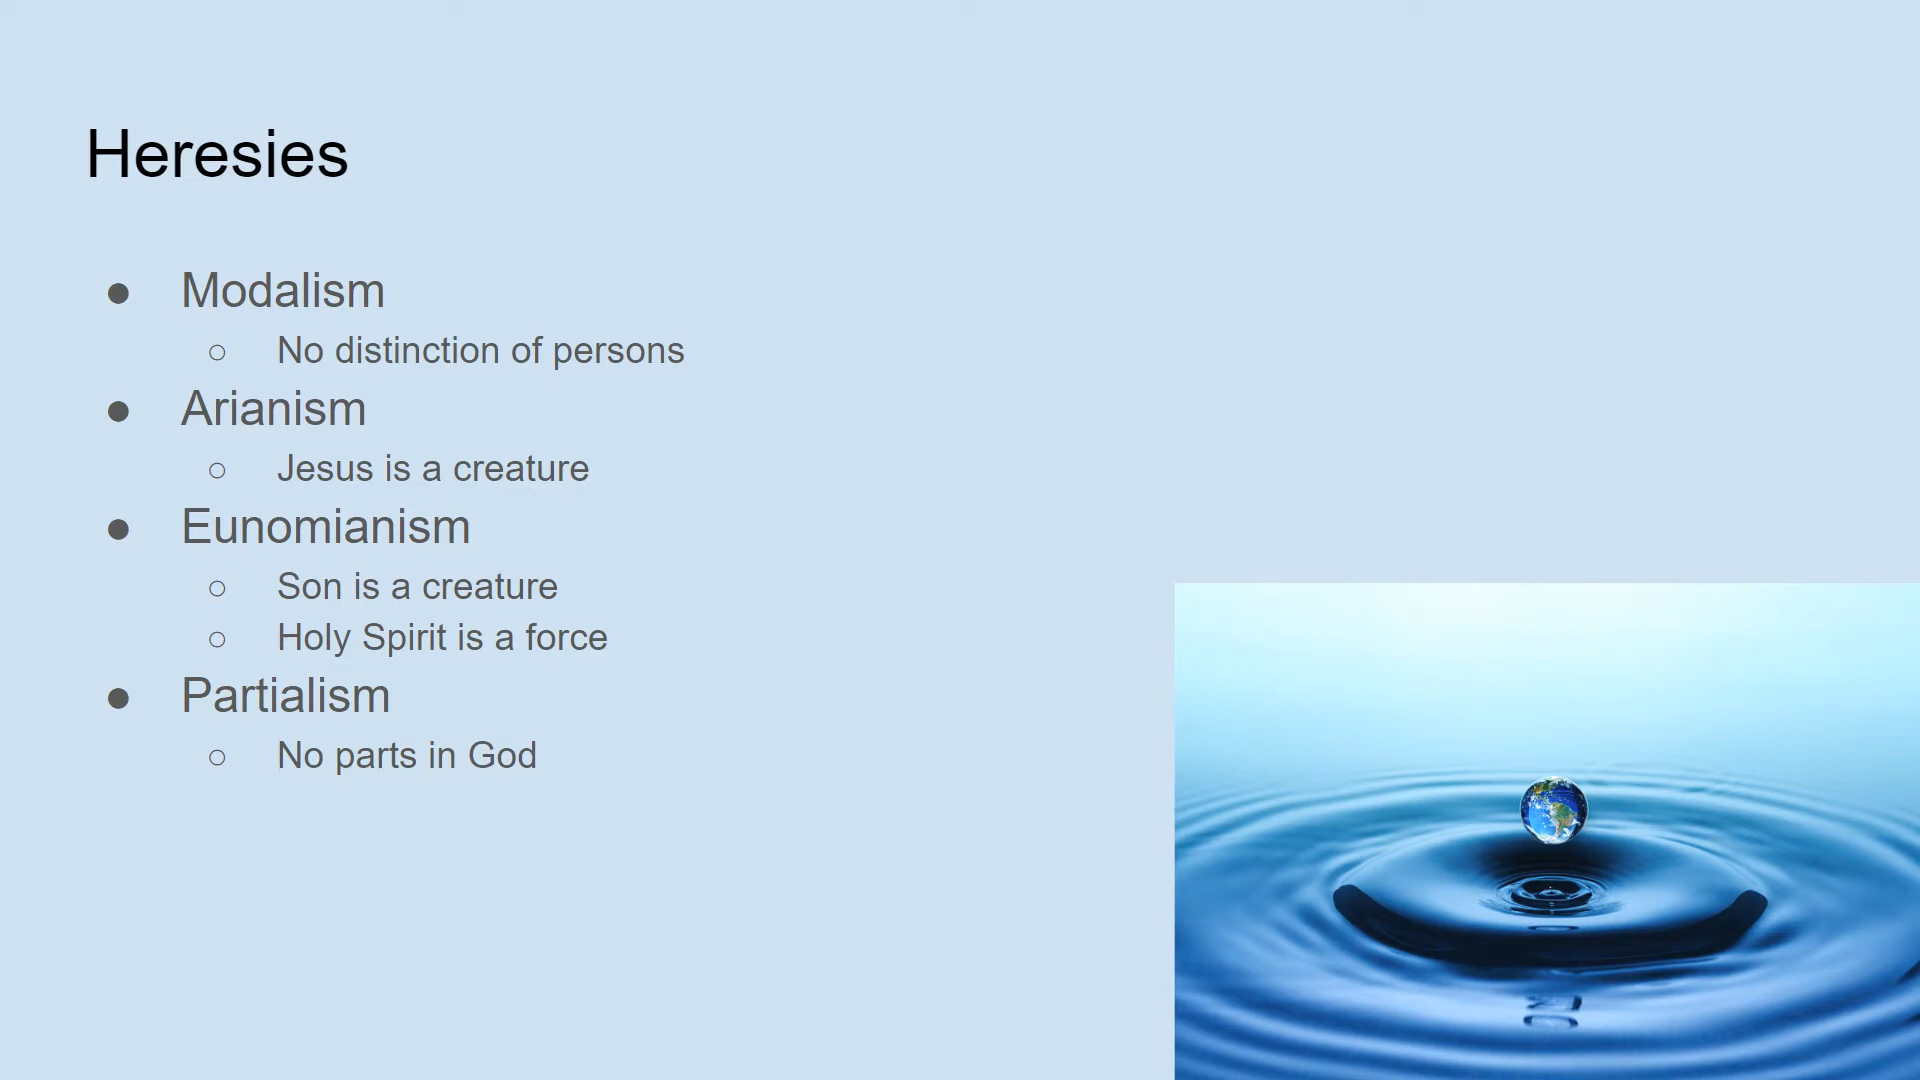 Heresies
● Modalism
○ No distinction of persons
● Arianism
○ Jesus is a creature
● Eunomianism
○ Son is a creature
○ Holy Spirit is a force
● Partialism
○ No parts in God